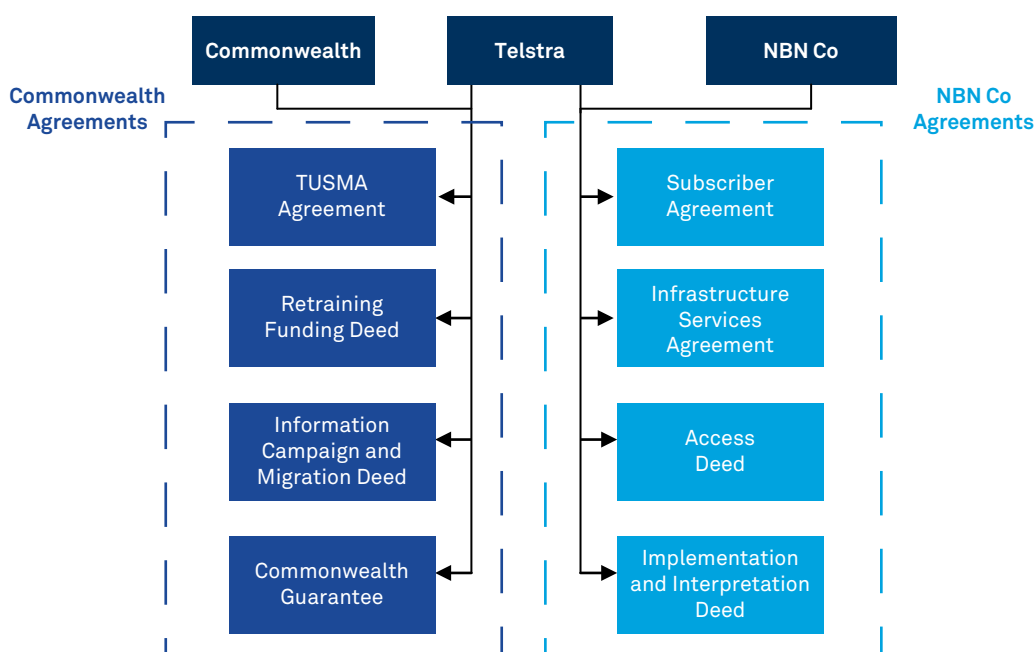 Commonwealth
Telstra
NBN Co
Commonwealth
Agreements
NBN Co
Agreements
TUSMA
Agreement
Subscriber
Agreement
Retraining
Funding Deed
Infrastructure
Services
Agreement
Information
Campaign and
Migration Deed
Access
Deed
Commonwealth
Guarantee
Implementation
and Interpretation
Deed